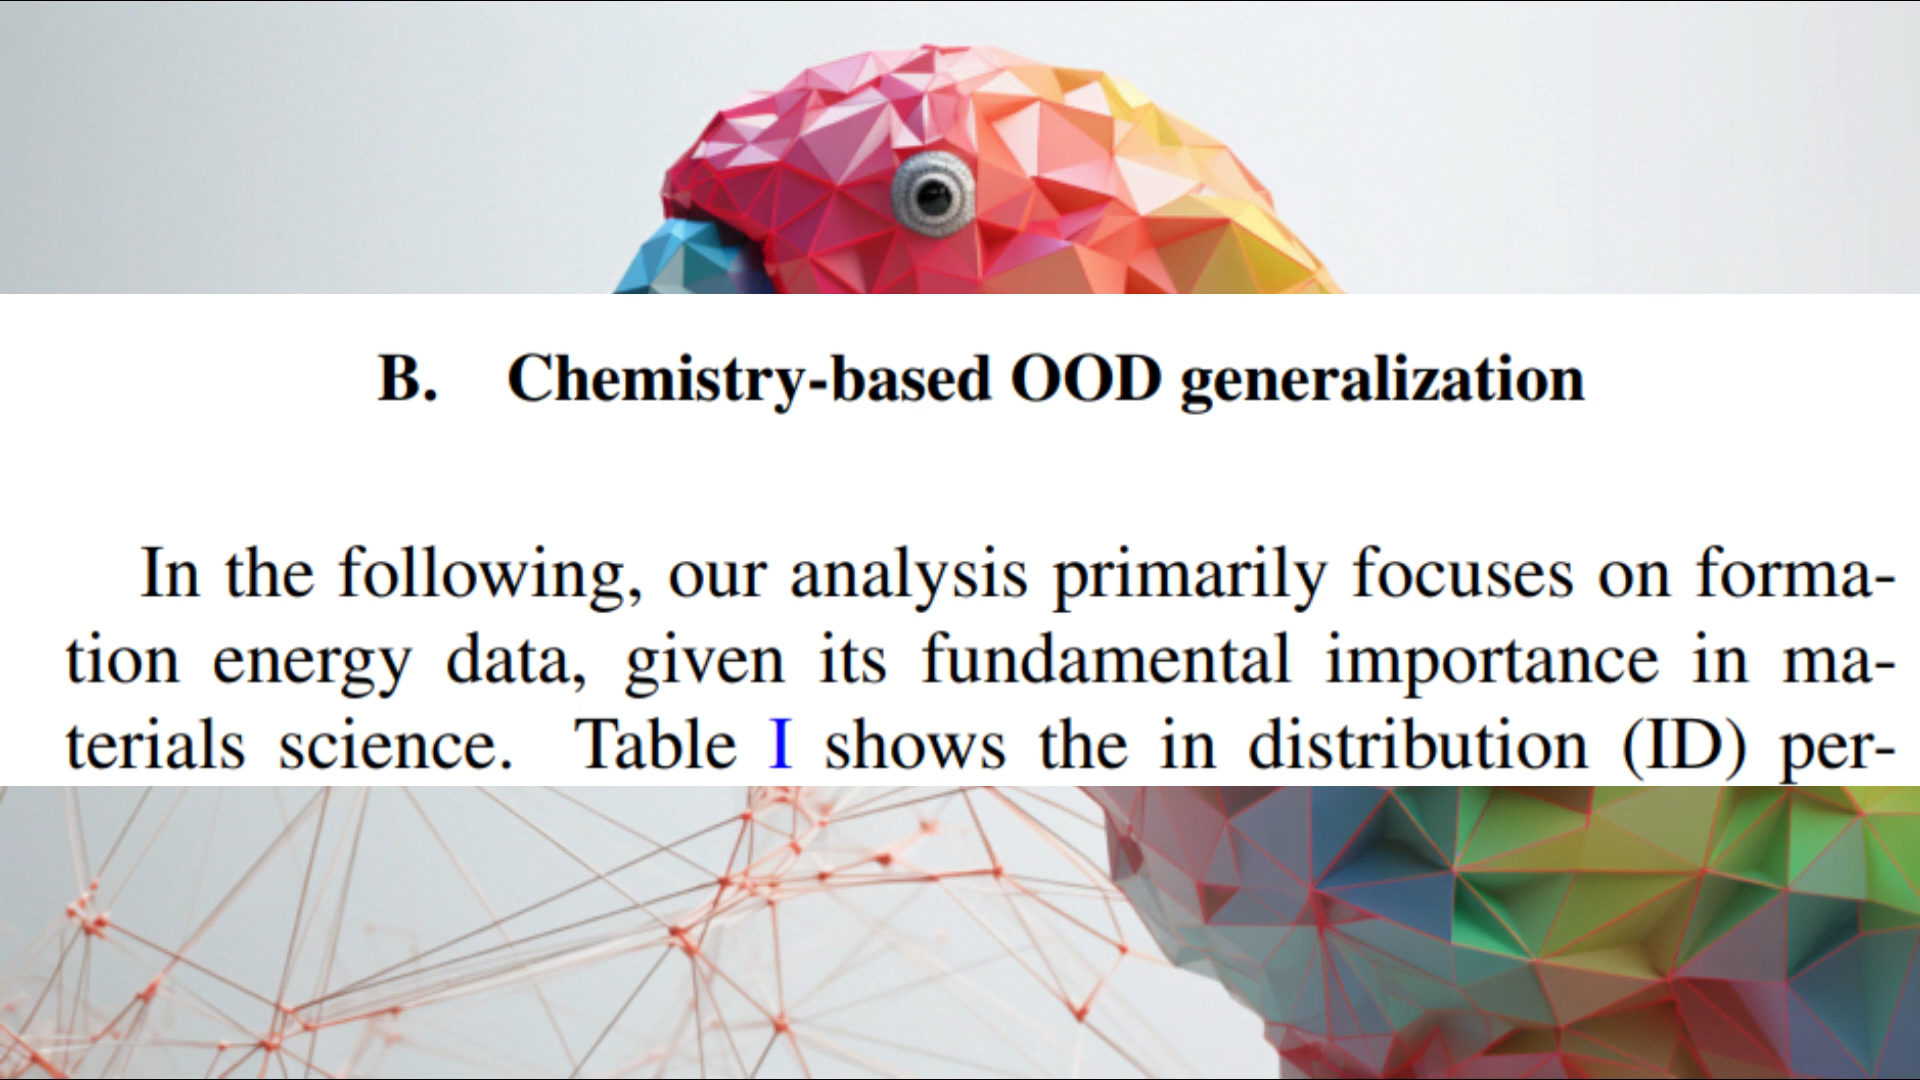 B. Chemistry-based OOD generalization
In the following, our analysis primarily focuses on forma-
tion energy data, given its fundamental importance in ma-
terials science. Table I shows the in distribution (ID) per-